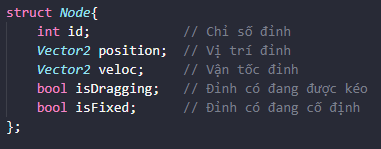 struct Node{
    int id;            // Chỉ số đỉnh
    Vector2 position;  // Vị trí đỉnh
    Vector2 veloc;     // Vận tốc đỉnh
    bool isDragging;   // Đỉnh có đang được kéo
    bool isFixed;      // Đỉnh có đang cố định
};